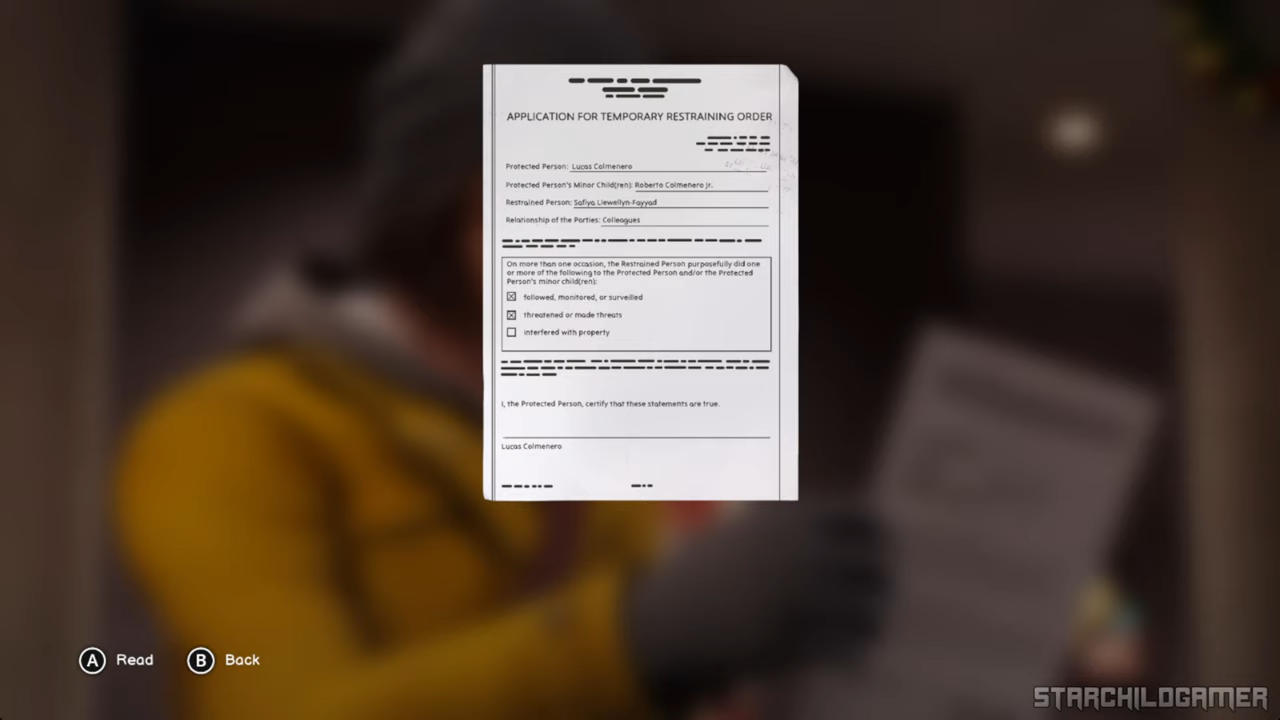 APPLICATION FOR TEMPORARY RESTRAINING ORDER
Protected Person: Lucas Colmenero
Protected Person's Minor Child(ren): Roberto Colmenero Jr.
Restrained Person: Safiya Llewellyn-Fayyad
Relationship of the Parties: Colleagues
On more than one occasion, the Restrained Person purposefully did one
or more of the following to the Protected Person and/or the Protected
Person's minor child(ren):
followed, monitored, or surveilled
threatened or made threats
interfered with property
I, the Protected Person, certify that these statements are true.
Lucas Colmenero
A Read B Back
STARCHILDGAMER